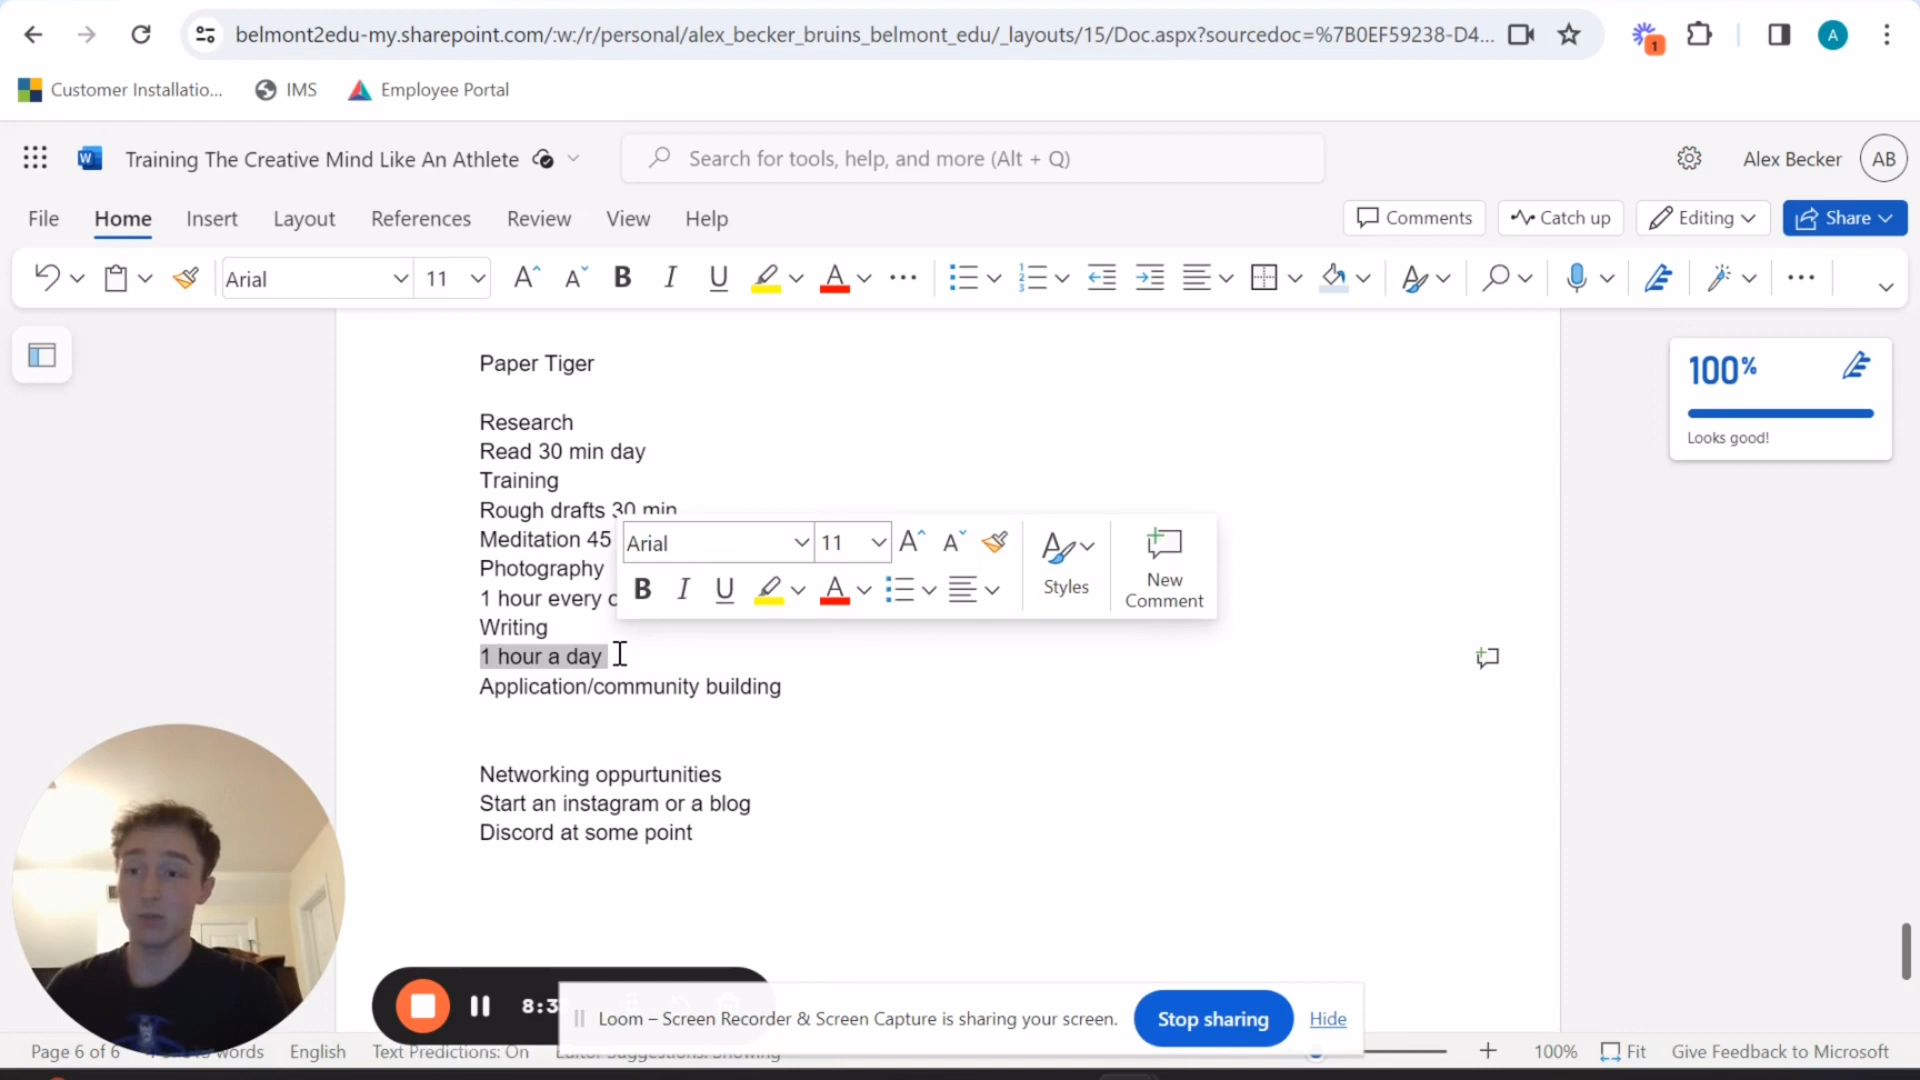 belmont2edu-my.sharepoint.com/:w:/r/personal/alex_becker_bruins_belmont_edu/_layouts/15/Doc.aspx?sourcedoc=%7B0EF59238-D4...
1
A
Customer Installatio...
IMS
Employee Portal
W
Training The Creative Mind Like An Athlete
Search for tools, help, and more (Alt + Q)
Alex Becker
AB
File
Home
Insert
Layout
References
Review
View
Help
Comments
Catch up
Editing
Share
Arial
11
Paper Tiger
100%
Looks good!
Research
Read 30 min day
Training
Rough drafts 30 min
Meditation 45
Photography
1 hour every
Writing
1 hour a day
Application/community building
Arial
11
Styles
New
Comment
Networking oppurtunities
Start an instagram or a blog
Discord at some point
8:3
Loom – Screen Recorder & Screen Capture is sharing your screen.
Stop sharing
Hide
Page 6 of 6
words
English
Text Predictions: On
100%
Fit
Give Feedback to Microsoft